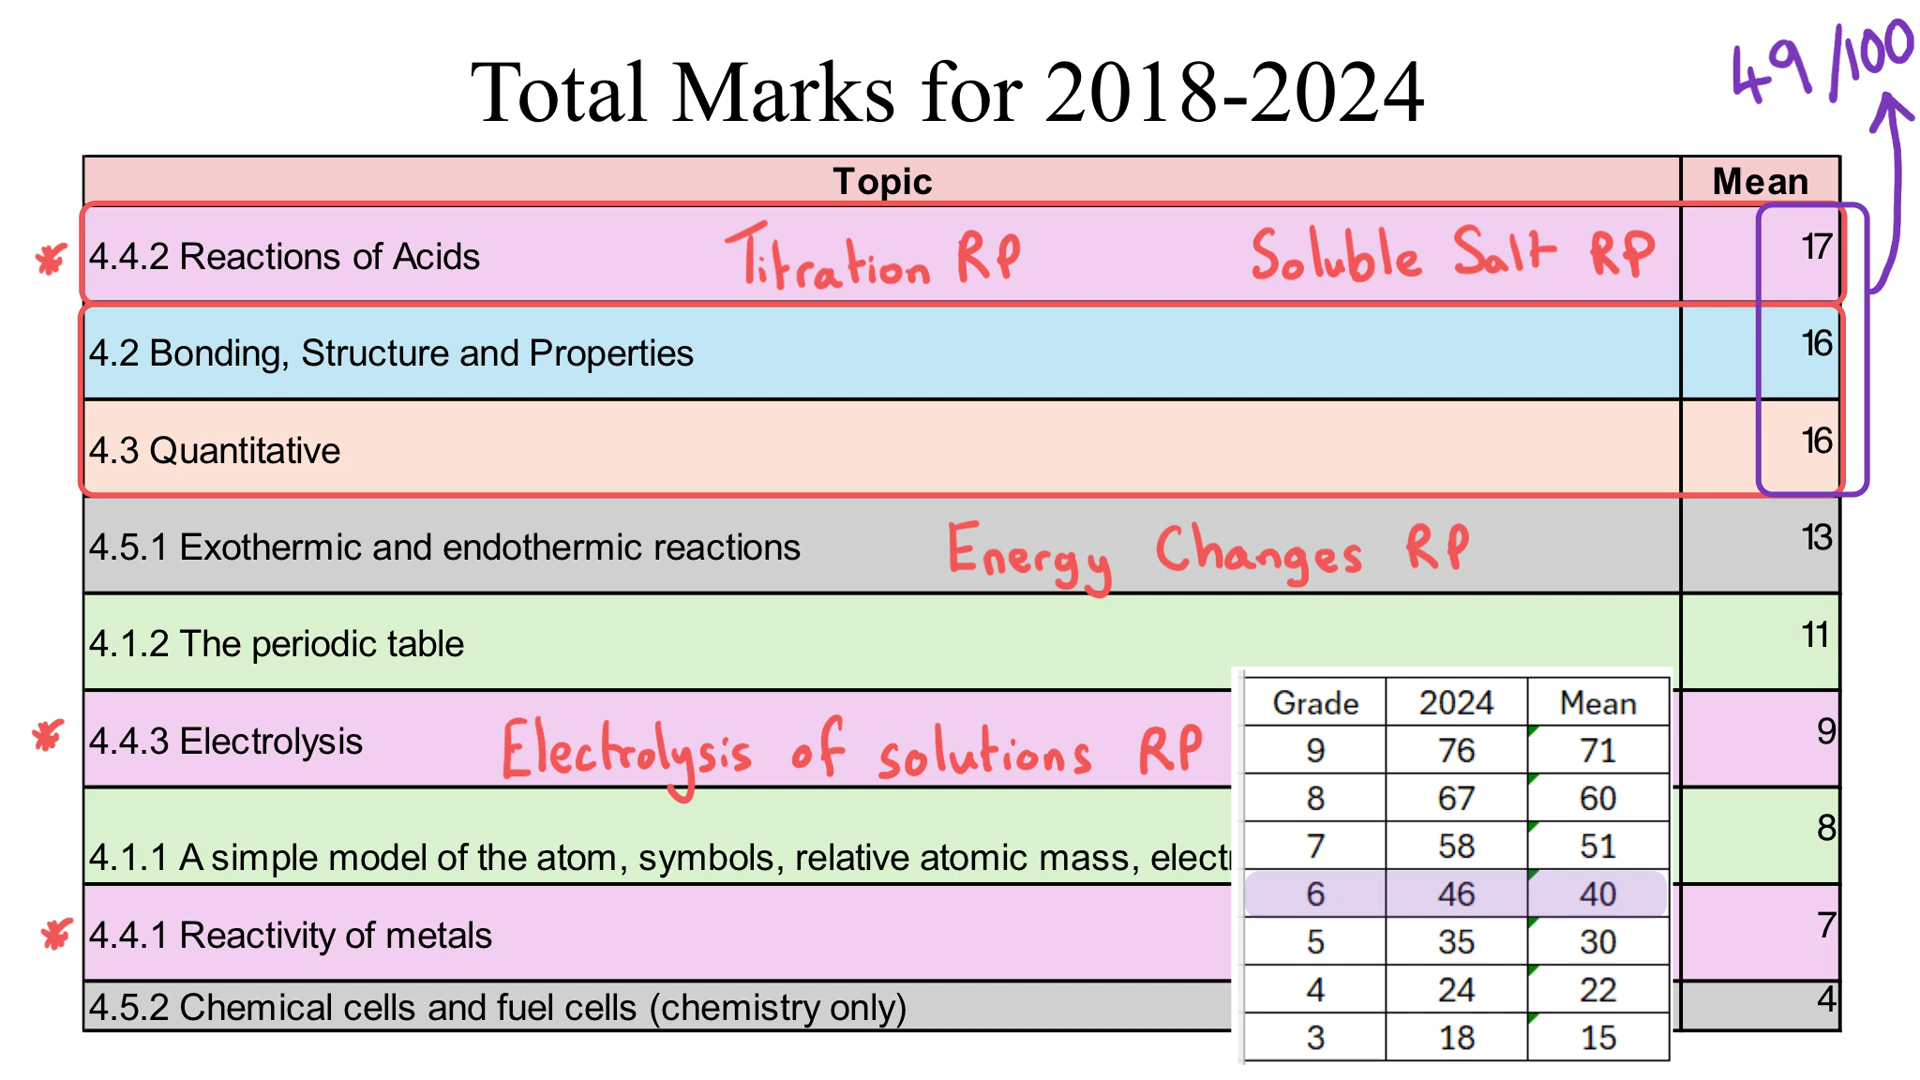 49/100
Total Marks for 2018-2024
Topic Mean
4.4.2 Reactions of Acids Titration RP Soluble Salt RP 17
4.2 Bonding, Structure and Properties 16
4.3 Quantitative 16
4.5.1 Exothermic and endothermic reactions Energy Changes RP 13
4.1.2 The periodic table 11
4.4.3 Electrolysis Electrolysis of solutions RP 9
4.1.1 A simple model of the atom, symbols, relative atomic mass, electr 8
4.4.1 Reactivity of metals 7
4.5.2 Chemical cells and fuel cells (chemistry only) 4
Grade 2024 Mean
9 76 71
8 67 60
7 58 51
6 46 40
5 35 30
4 24 22
3 18 15